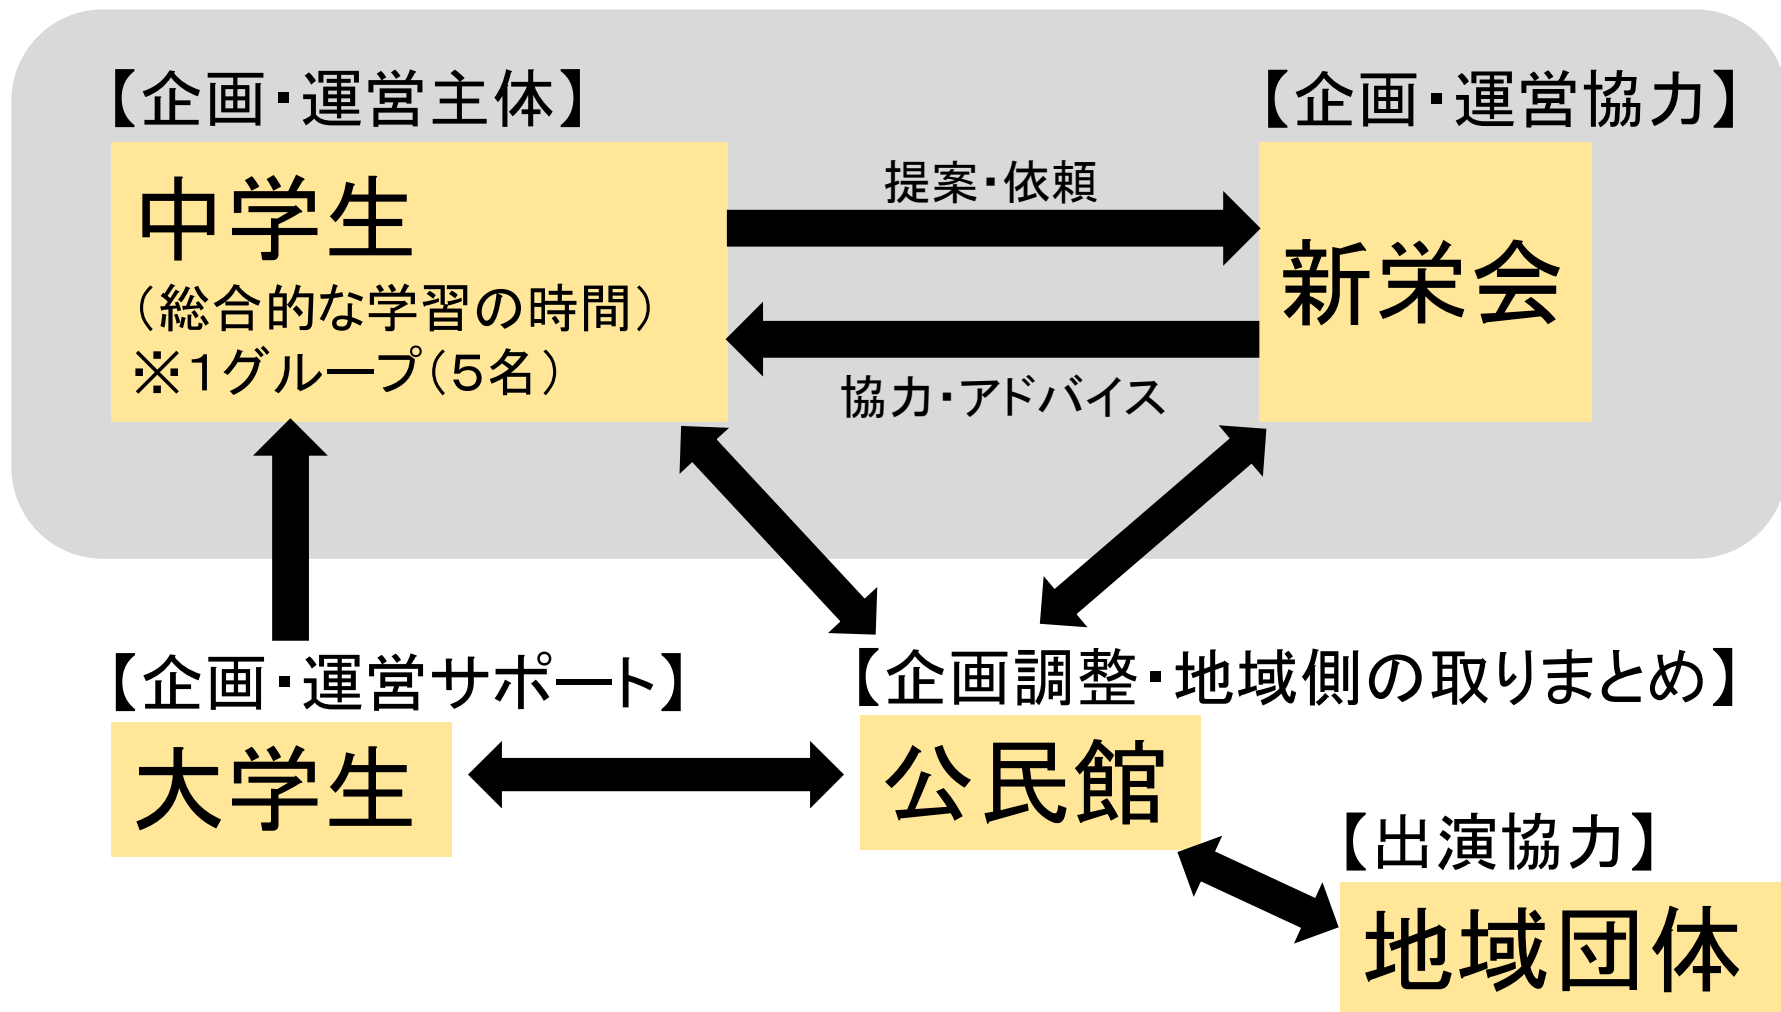 【企画・運営主体】
中学生
（総合的な学習の時間）
※１グループ（５名）
提案・依頼
協力・アドバイス
【企画・運営協力】
新栄会
【企画・運営サポート】
大学生
【企画調整・地域側の取りまとめ】
公民館
【出演協力】
地域団体